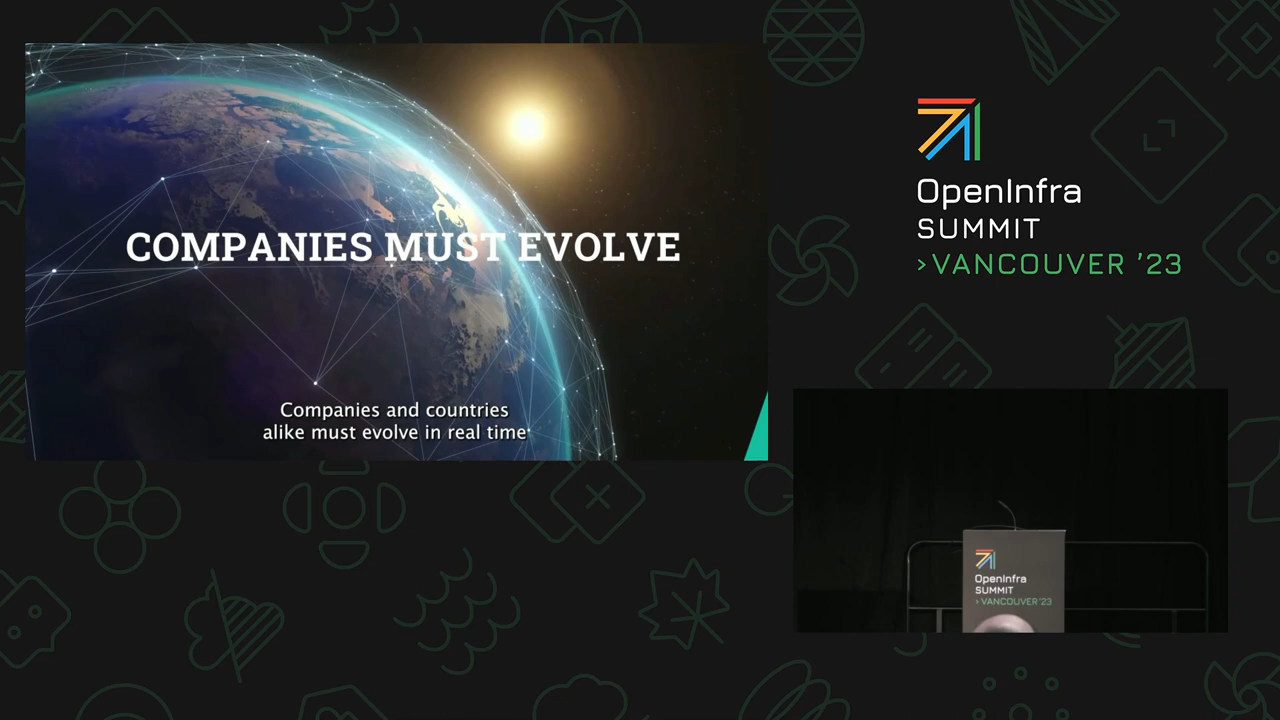 COMPANIES MUST EVOLVE
Companies and countries
alike must evolve in real time
OpenInfra
SUMMIT
>VANCOUVER '23
OpenInfra
SUMMIT
>VANCOUVER '23